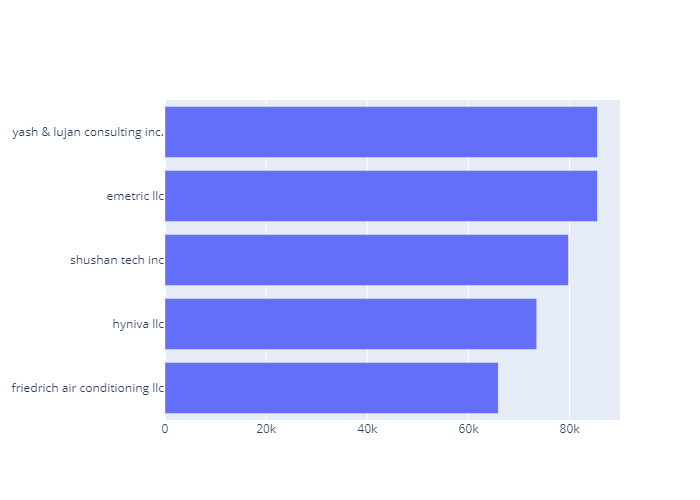 yash & lujan consulting inc.
emetric llc
shushan tech inc
hyniva llc
friedrich air conditioning llc
0 20k 40k 60k 80k